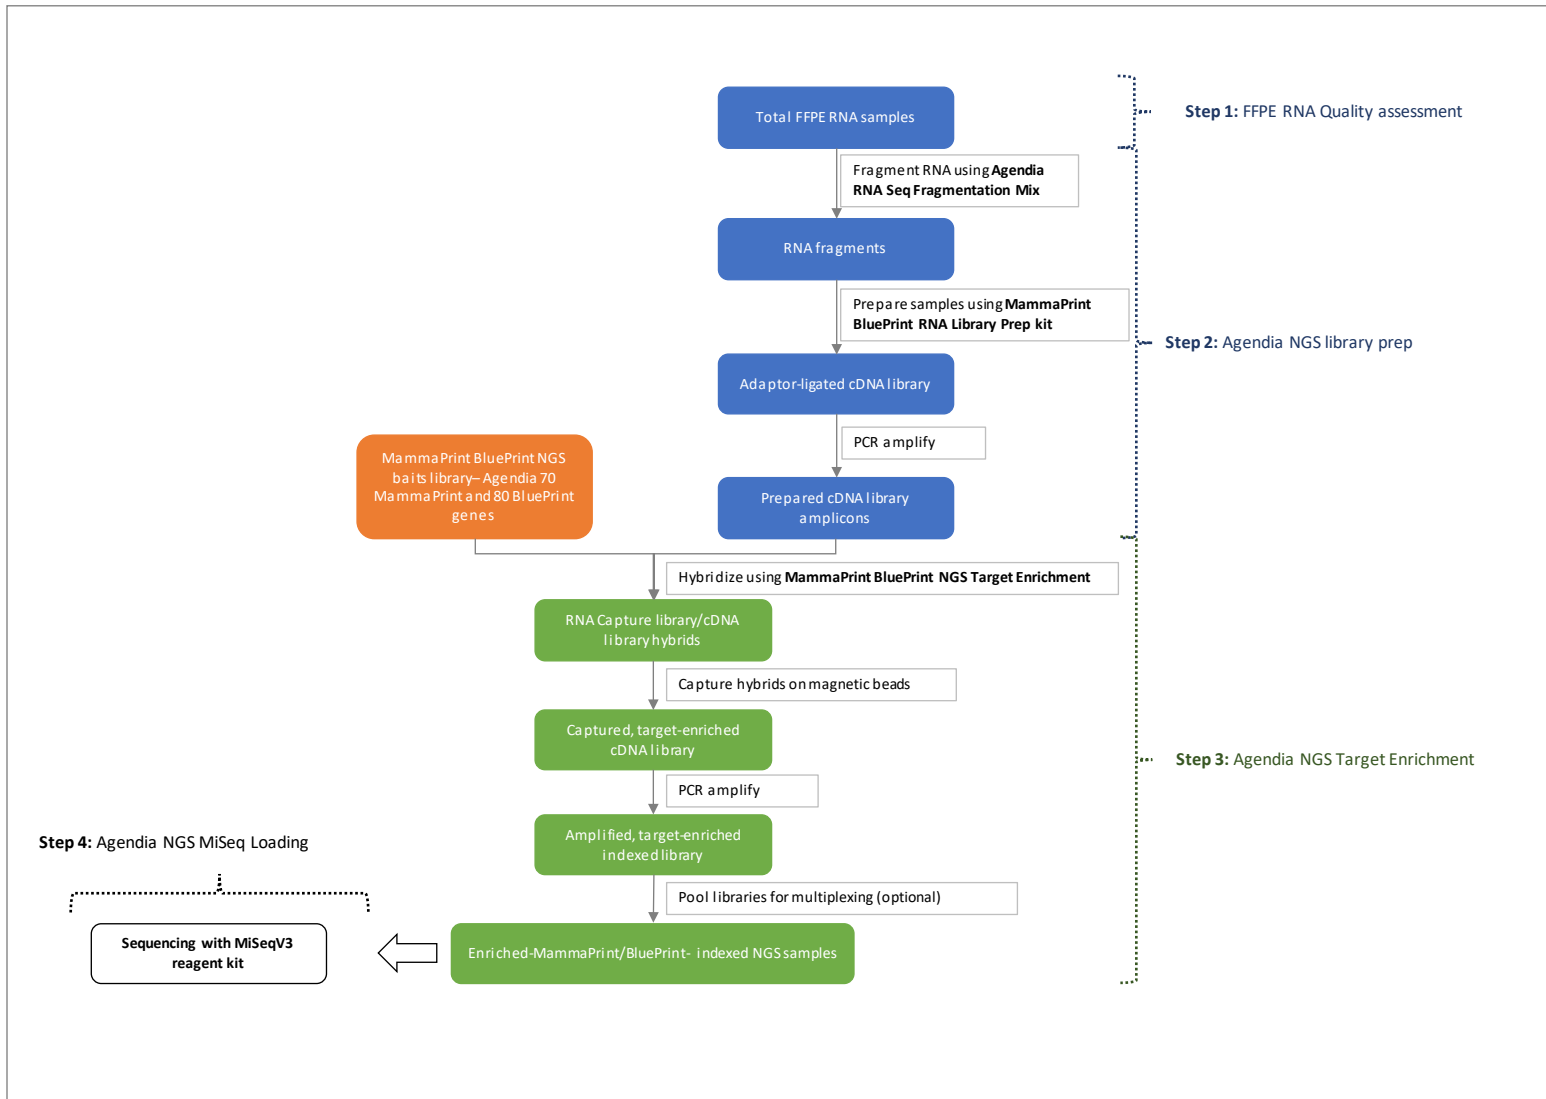 Total FFPE RNA samples
Step 1: FFPE RNA Quality assessment
Fragment RNA using Agendia
RNA Seq Fragmentation Mix
RNA fragments
Prepare samples using MammaPrint
BluePrint RNA Library Prep kit
Step 2: Agendia NGS library prep
Adaptor-ligated cDNA library
PCR amplify
MammaPrint BluePrint NGS
baits library– Agendia 70
MammaPrint and 80 BluePrint
genes
Prepared cDNA library
amplicons
Hybridize using MammaPrint BluePrint NGS Target Enrichment
RNA Capture library/cDNA
library hybrids
Capture hybrids on magnetic beads
Captured, target-enriched
cDNA library
Step 3: Agendia NGS Target Enrichment
PCR amplify
Amplified, target-enriched
indexed library
Step 4: Agendia NGS MiSeq Loading
Pool libraries for multiplexing (optional)
Sequencing with MiSeqV3
reagent kit
Enriched-MammaPrint/BluePrint- indexed NGS samples